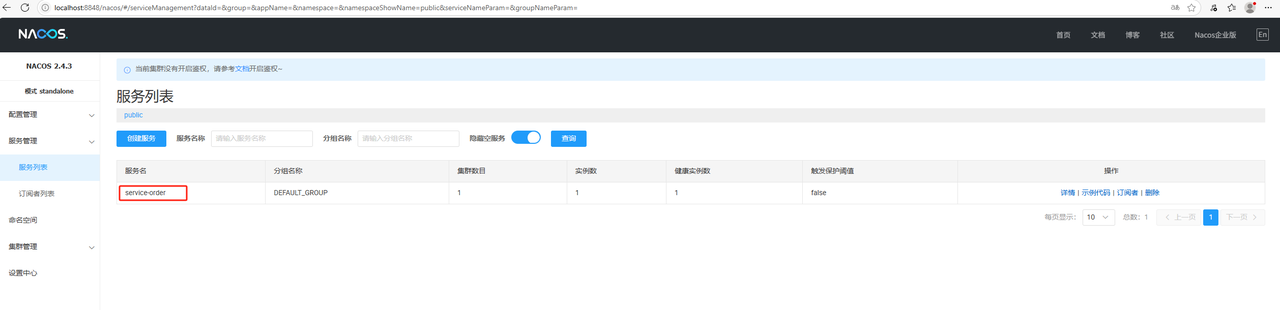 localhost:8848/nacos/#/serviceManagement?dataId=&group=&appName=&namespace=&namespaceShowName=public&serviceNameParam=&groupNameParam=
NACOS.
首页 文档 博客 社区 Nacos企业版 En
NACOS 2.4.3
模式 standalone
配置管理
服务管理
服务列表
订阅者列表
命名空间
集群管理
设置中心
当前集群没有开启鉴权，请参考文档开启鉴权~
服务列表
public
创建服务 服务名称 请输入服务名称 分组名称 请输入分组名称 隐藏空服务 查询
服务名 分组名称 集群数目 实例数 健康实例数 触发保护阈值 操作
service-order DEFAULT_GROUP 1 1 1 false 详情 | 示例代码 | 订阅者 | 删除
每页显示: 10 总数: 1 上一页 1 下一页